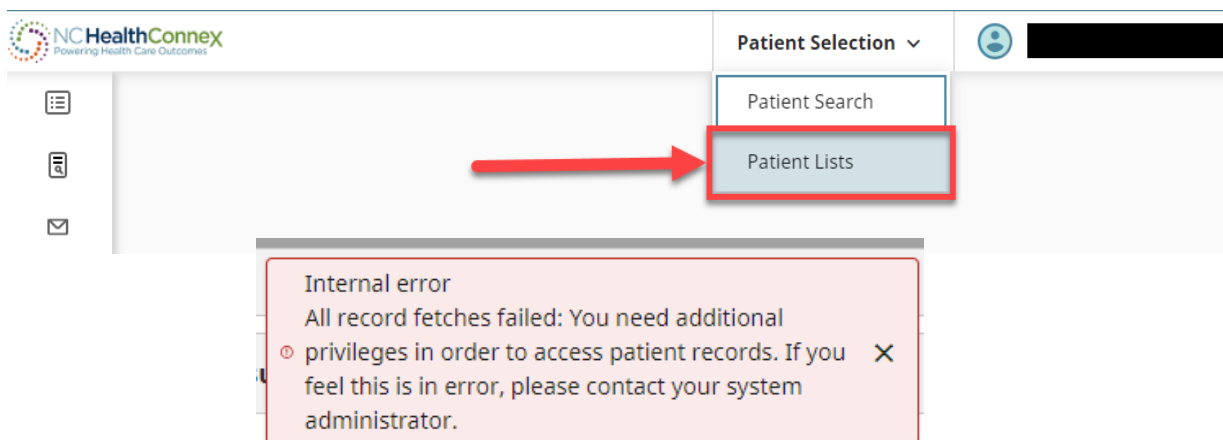 NCHealthConnex
Powering Health Care Outcomes
Patient Selection
Patient Search
Patient Lists
Internal error
All record fetches failed: You need additional
privileges in order to access patient records. If you
feel this is in error, please contact your system
administrator.